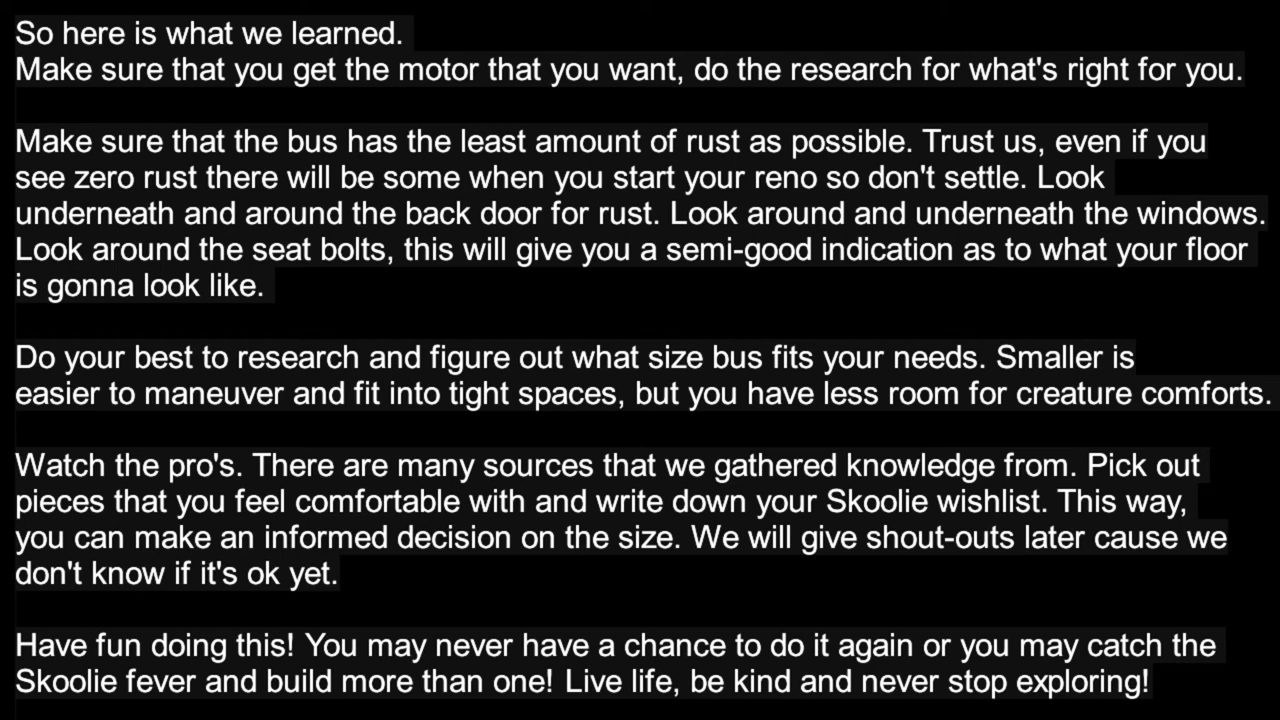 So here is what we learned.
Make sure that you get the motor that you want, do the research for what's right for you.
Make sure that the bus has the least amount of rust as possible. Trust us, even if you
see zero rust there will be some when you start your reno so don't settle. Look
underneath and around the back door for rust. Look around and underneath the windows.
Look around the seat bolts, this will give you a semi-good indication as to what your floor
is gonna look like.
Do your best to research and figure out what size bus fits your needs. Smaller is
easier to maneuver and fit into tight spaces, but you have less room for creature comforts.
Watch the pro's. There are many sources that we gathered knowledge from. Pick out
pieces that you feel comfortable with and write down your Skoolie wishlist. This way,
you can make an informed decision on the size. We will give shout-outs later cause we
don't know if it's ok yet.
Have fun doing this! You may never have a chance to do it again or you may catch the
Skoolie fever and build more than one! Live life, be kind and never stop exploring!